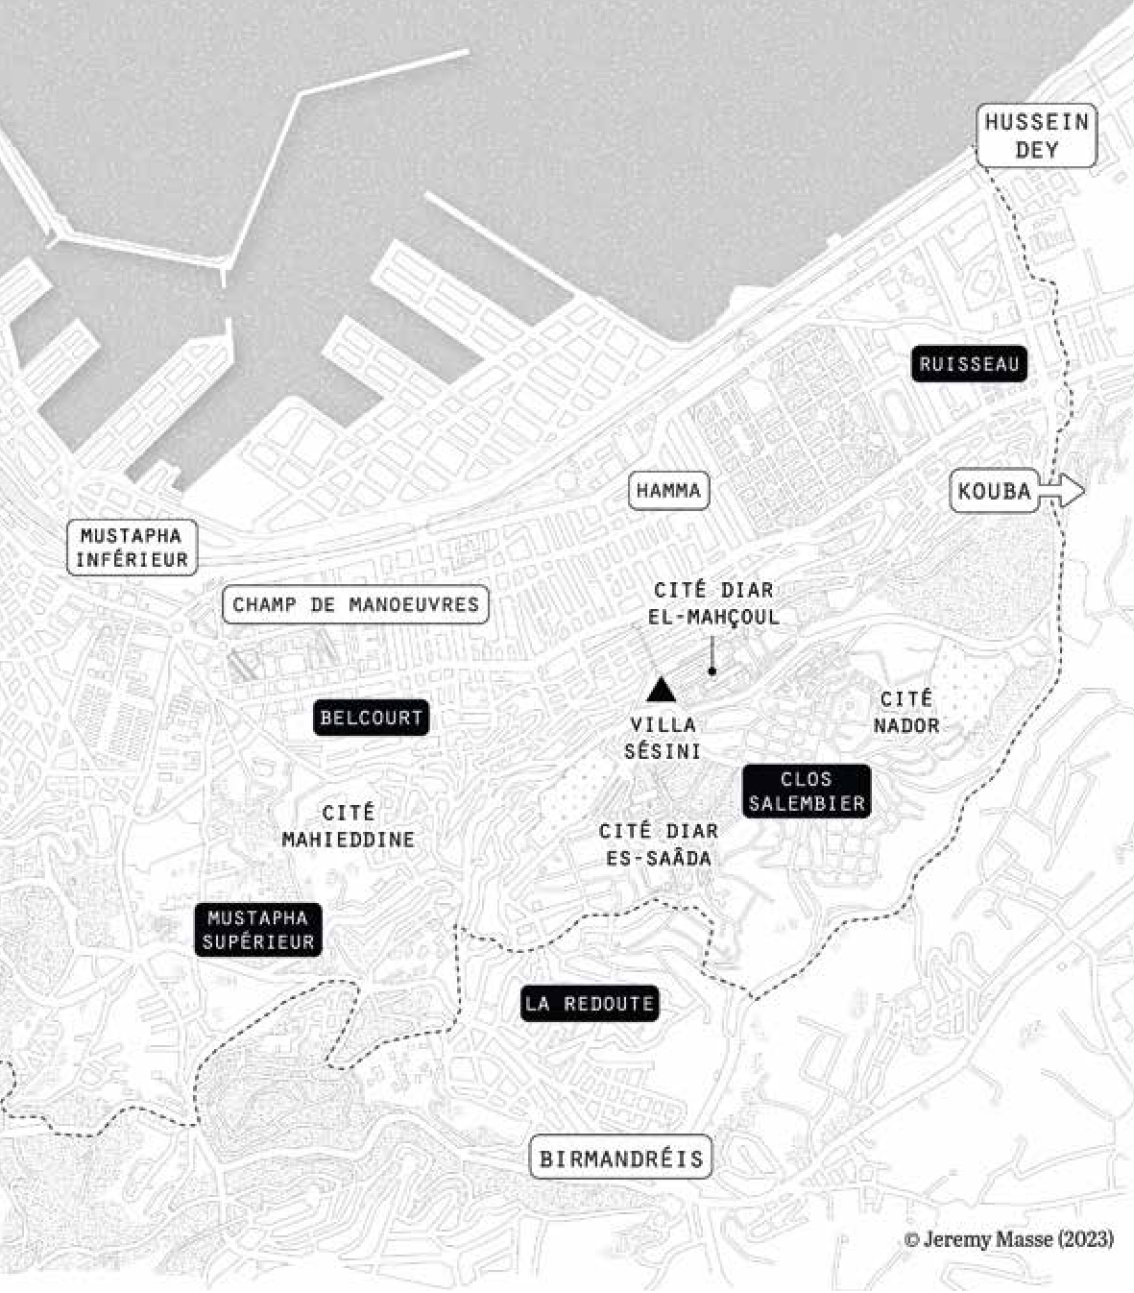 HUSSEIN
DEY
RUISSEAU
HAMMA
KOUBA
MUSTAPHA
INFÉRIEUR
CHAMP DE MANOEUVRES
CITÉ DIAR
EL-MAHÇOUL
BELCOURT
VILLA
SÉSINI
CITÉ
NADOR
CLOS
SALEMBIER
CITÉ
MAHIEDDINE
CITÉ DIAR
ES-SAÂDA
MUSTAPHA
SUPÉRIEUR
LA REDOUTE
BIRMANDRÉIS
© Jeremy Masse (2023)